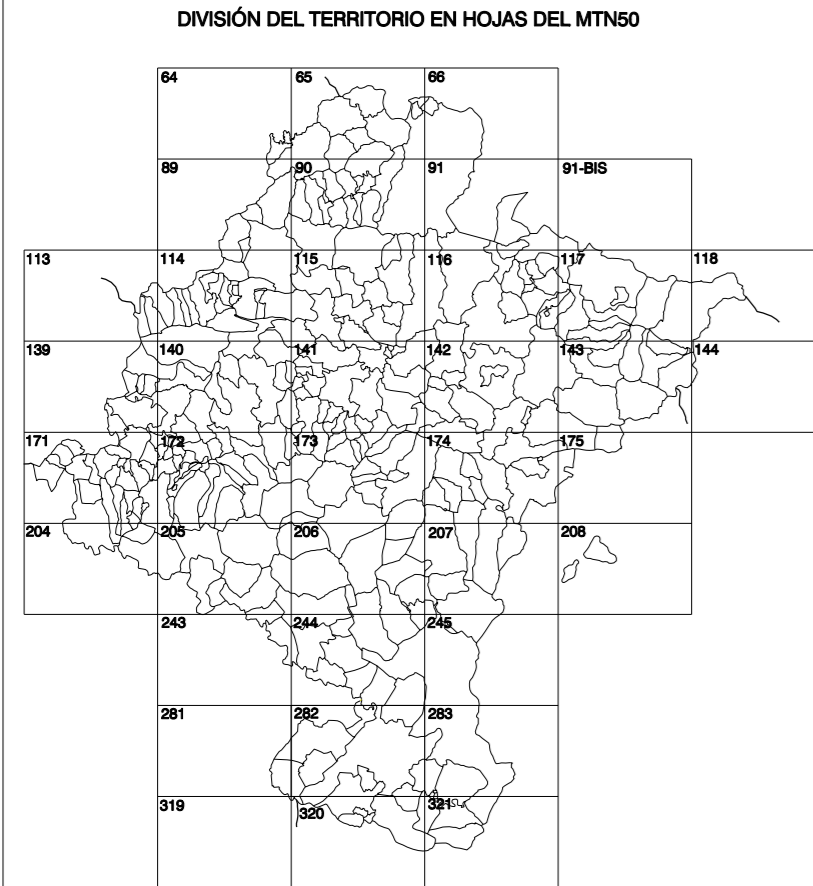 DIVISIÓN DEL TERRITORIO EN HOJAS DEL MTN50
64 65 66
89 90 91 91-BIS
113 114 115 116 117 118
139 140 141 142 143 144
171 172 173 174 175
204 205 206 207 208
243 244 245
281 282 283
319 320 321